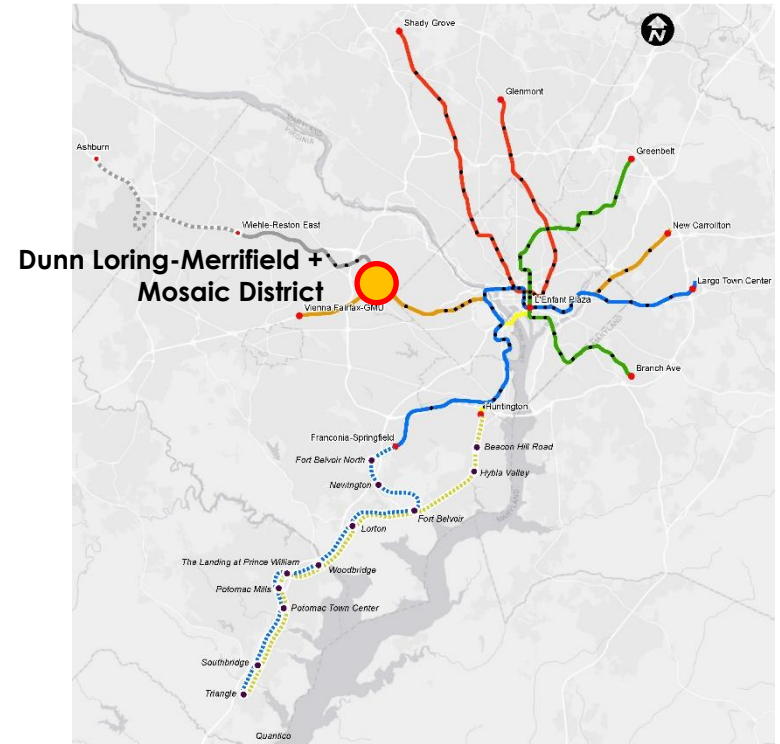 Shady Grove
N
Glenmont
Ashburn
Greenbelt
Wiehle-Reston East
New Carrollton
Dunn Loring-Merrifield +
Mosaic District
Largo Town Center
L'Enfant Plaza
Vienna Fairfax-GMU
Branch Ave
Huntington
Franconia-Springfield
Beacon Hill Road
Fort Belvoir North
Hybla Valley
Newington
Fort Belvoir
Lorton
The Landing at Prince William
Woodbridge
Potomac Mills
Potomac Town Center
Southbridge
Triangle
Quantico
MARYLAND
VIRGINIA